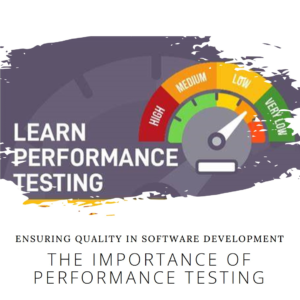 HIGH
MEDIUM
LOW
VERY LOW
LEARN
PERFORMANCE
TESTING
ENSURING QUALITY IN SOFTWARE DEVELOPMENT
THE IMPORTANCE OF
PERFORMANCE TESTING